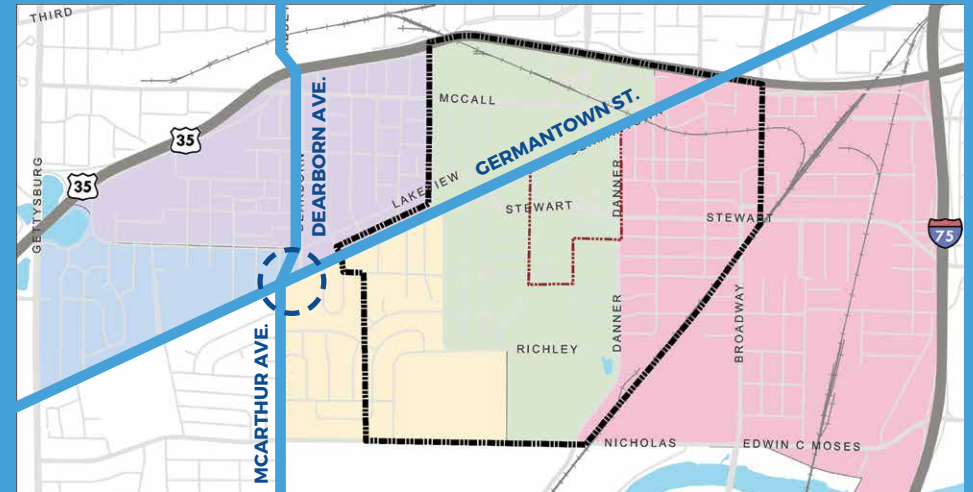 THIRD
35
35
GETTYSBURG
DEARBORN AVE.
MCCALL
LAKEVIEW
GERMANTOWN ST.
STEWART
DANNER
STEWART
75
MCARTHUR AVE.
RICHLEY
DANNER
BROADWAY
NICHOLAS
EDWIN C MOSES